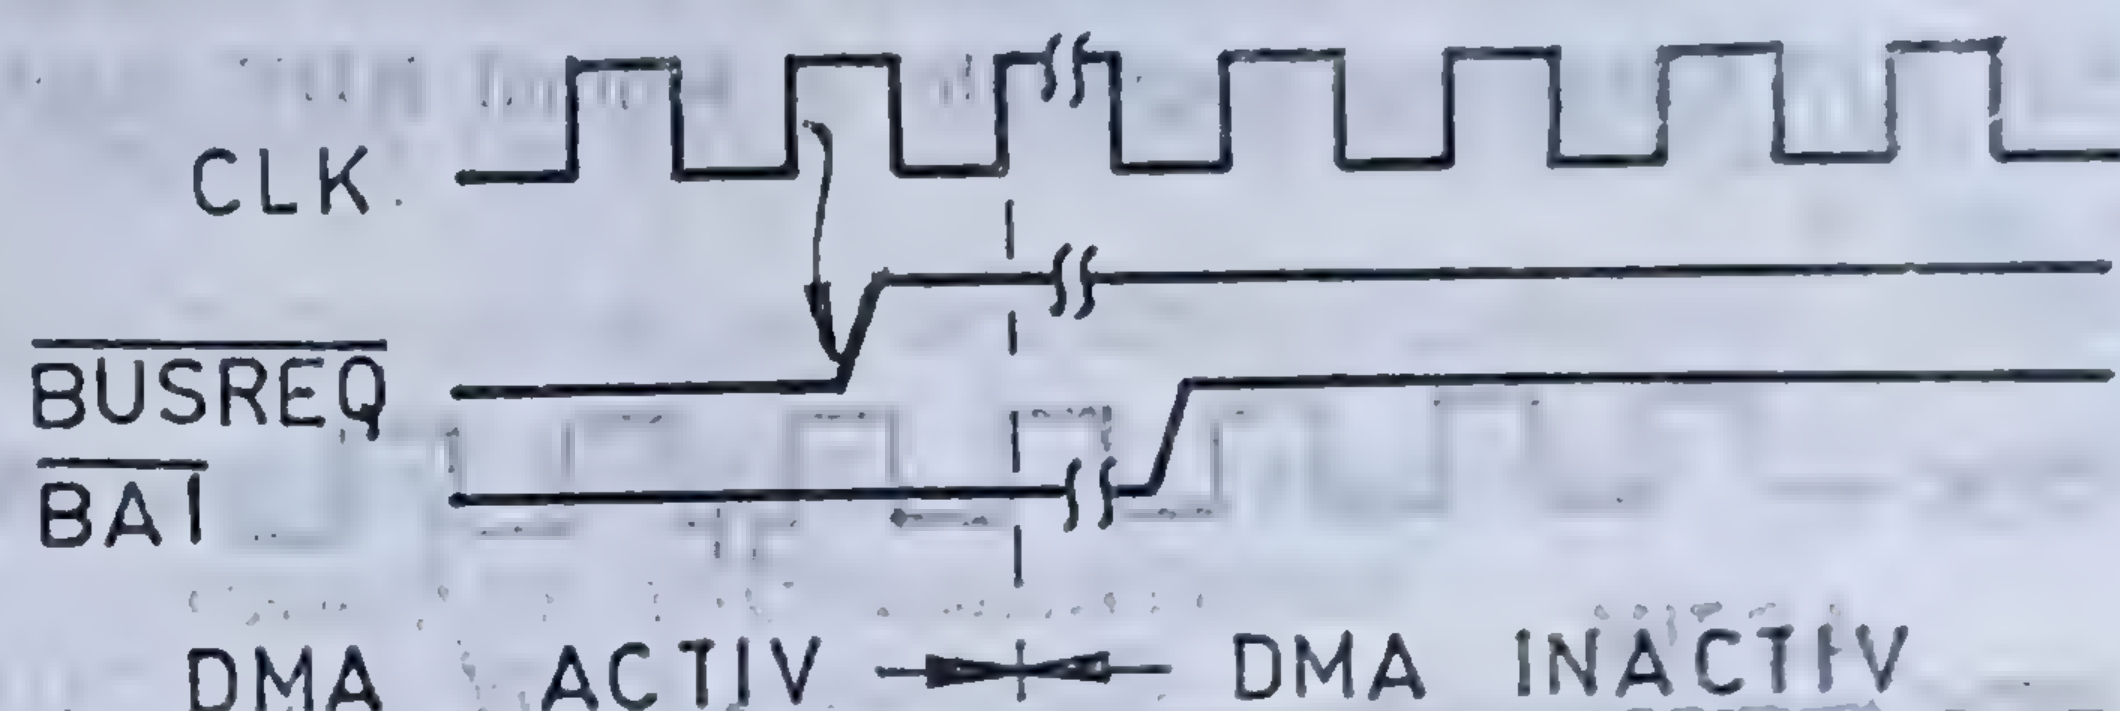 CLK
BUSREQ
BAI
DMA ACTIV DMA INACTIV